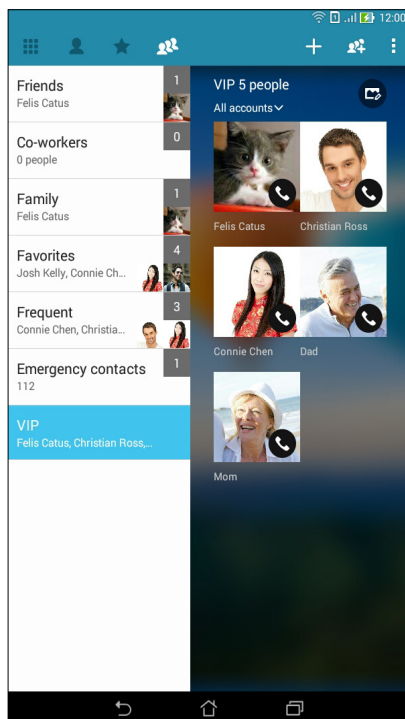 12:00
Friends
1
Felis Catus
Co-workers
0
0 people
Family
1
Felis Catus
Favorites
4
Josh Kelly, Connie Ch...
Frequent
3
Connie Chen, Christia...
Emergency contacts
1
112
VIP
Felis Catus, Christian Ross,...
VIP 5 people
All accounts
Felis Catus
Christian Ross
Connie Chen
Dad
Mom